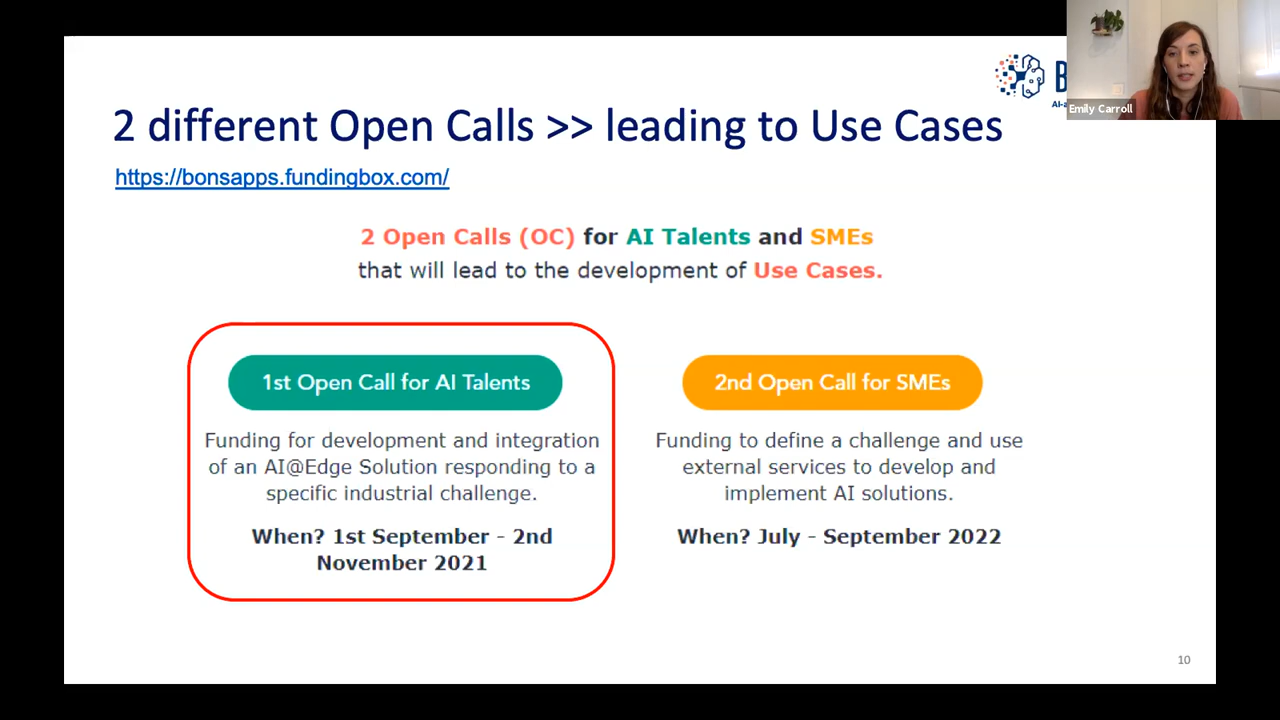 2 different Open Calls >> leading to Use Cases
https://bonsapps.fundingbox.com/
Emily Carroll
2 Open Calls (OC) for AI Talents and SMEs
that will lead to the development of Use Cases.
1st Open Call for AI Talents
Funding for development and integration
of an AI@Edge Solution responding to a
specific industrial challenge.
When? 1st September - 2nd
November 2021
2nd Open Call for SMEs
Funding to define a challenge and use
external services to develop and
implement AI solutions.
When? July - September 2022
10